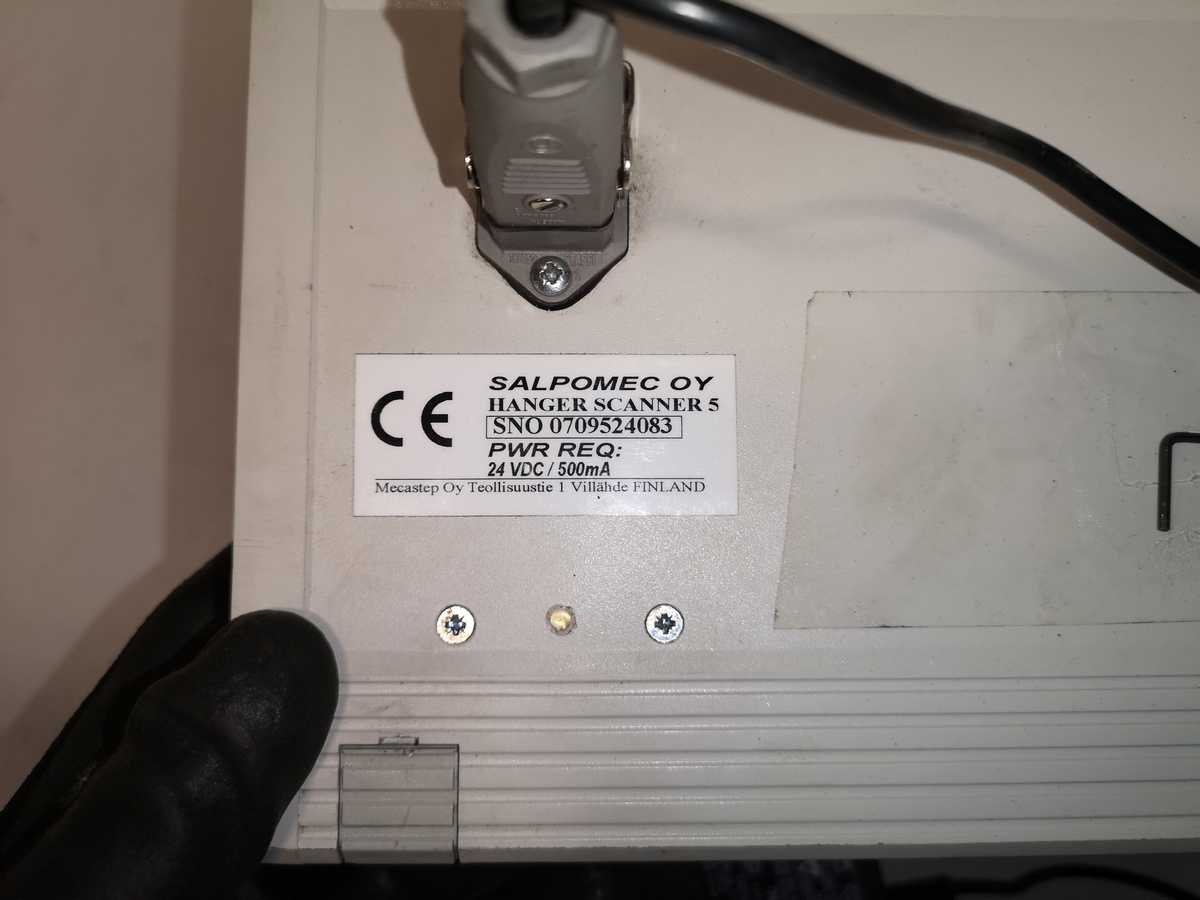 CE
SALPOMEC OY
HANGER SCANNER 5
SNO 0709524083
PWR REQ:
24 VDC / 500mA
Mecastep Oy Teollisuustie 1 Villähde FINLAND